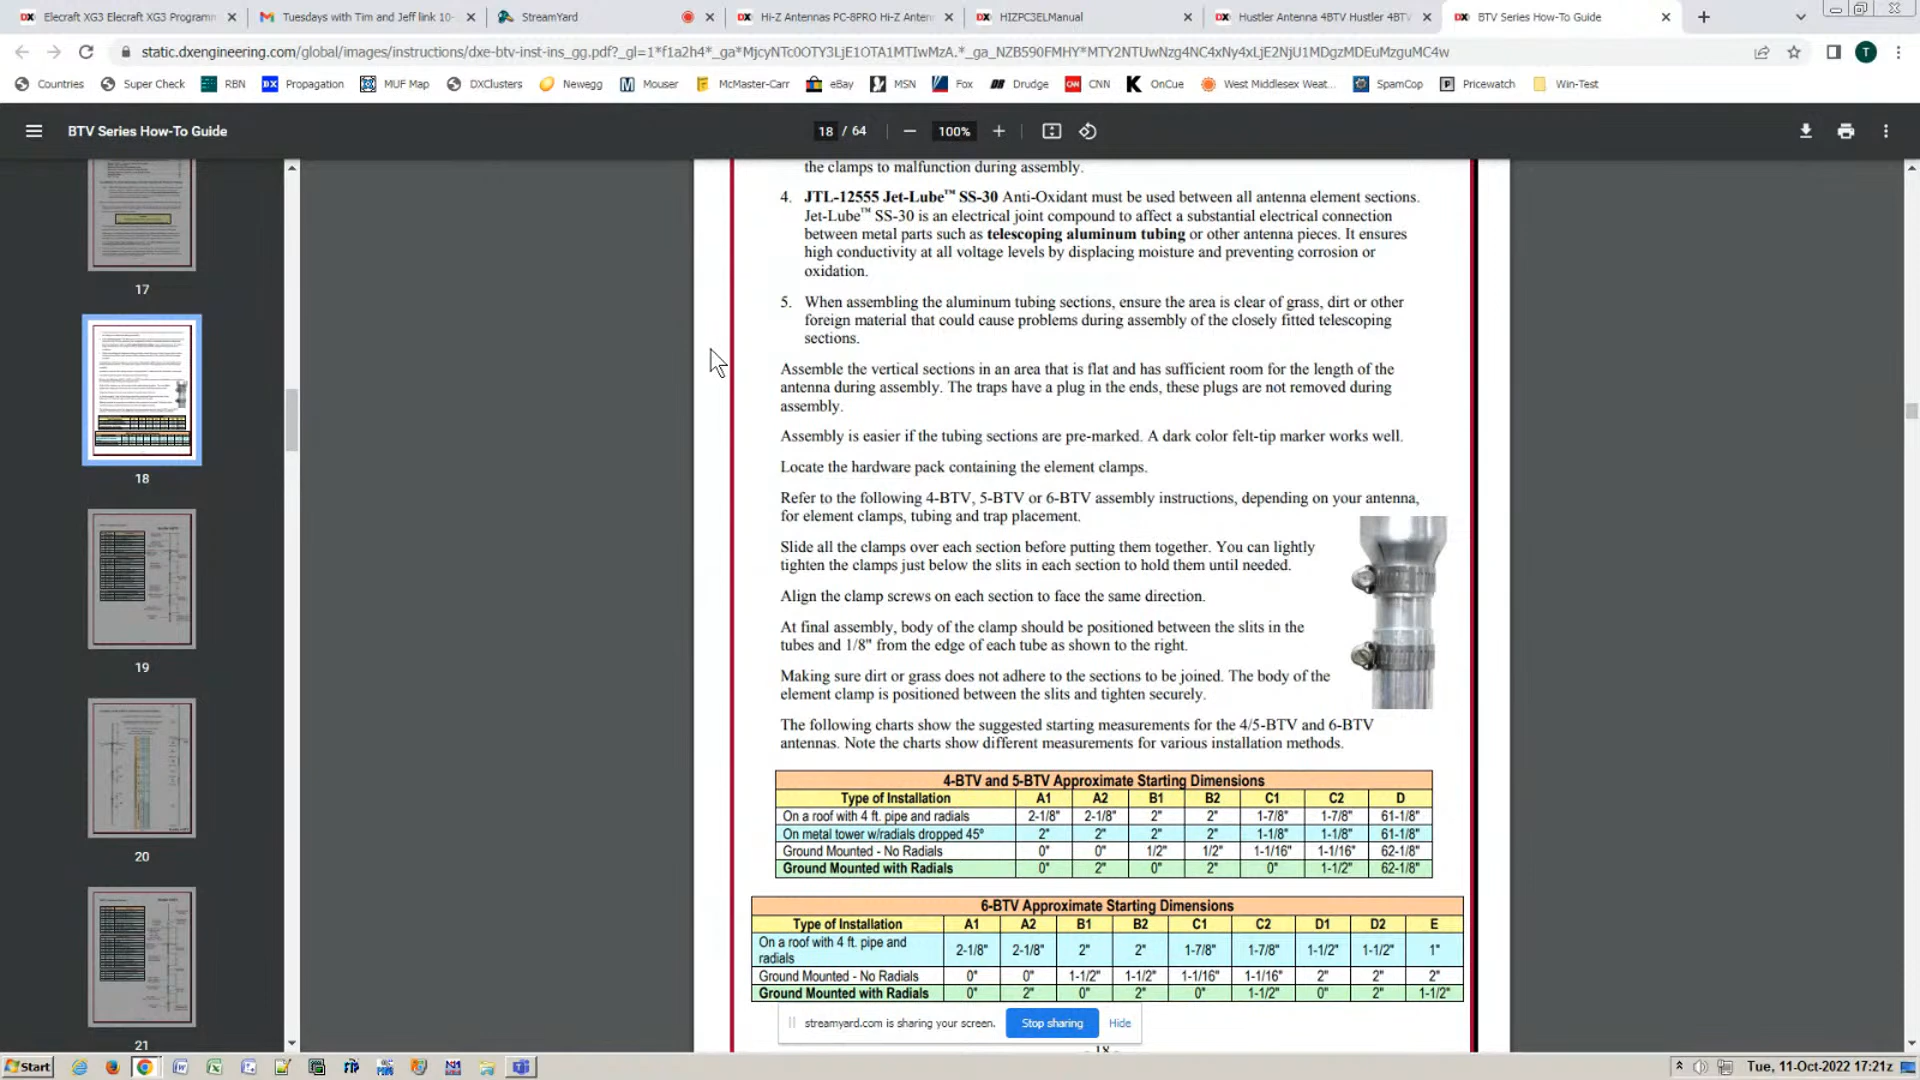 Elecraft XG3 Elecraft XG3 Programm
Tuesdays with Tim and Jeff link 10-
StreamYard
Hi-Z Antennas PC-8PRO Hi-Z Anten
HIZPC3ELManual
Hustler Antenna 4BTV Hustler 4BTV
BTV Series How-To Guide
static.dxengineering.com/global/images/instructions/dxe-btv-inst-ins_gg.pdf?_gl=1*f1a2h4*_ga*MjcyNTc0OTY3LjE1OTA1MTIwMzA.*_ga_NZB590FMHY*MTY2NTUwNzg4NC4xNy4xLjE2NjU1MDgzMDEuMzguMC4w
T
Countries
Super Check
RBN
DX Propagation
MUF Map
DXClusters
Newegg
Mouser
McMaster-Carr
eBay
MSN
Fox
Drudge
CNN
OnCue
West Middlesex Weat...
SpamCop
Pricewatch
Win-Test
BTV Series How-To Guide
18 / 64
100%
17
18
19
20
21
the clamps to malfunction during assembly.
4. JTL-12555 Jet-Lube™ SS-30 Anti-Oxidant must be used between all antenna element sections.
Jet-Lube™ SS-30 is an electrical joint compound to affect a substantial electrical connection
between metal parts such as telescoping aluminum tubing or other antenna pieces. It ensures
high conductivity at all voltage levels by displacing moisture and preventing corrosion or
oxidation.
5. When assembling the aluminum tubing sections, ensure the area is clear of grass, dirt or other
foreign material that could cause problems during assembly of the closely fitted telescoping
sections.
Assemble the vertical sections in an area that is flat and has sufficient room for the length of the
antenna during assembly. The traps have a plug in the ends, these plugs are not removed during
assembly.
Assembly is easier if the tubing sections are pre-marked. A dark color felt-tip marker works well.
Locate the hardware pack containing the element clamps.
Refer to the following 4-BTV, 5-BTV or 6-BTV assembly instructions, depending on your antenna,
for element clamps, tubing and trap placement.
Slide all the clamps over each section before putting them together. You can lightly
tighten the clamps just below the slits in each section to hold them until needed.
Align the clamp screws on each section to face the same direction.
At final assembly, body of the clamp should be positioned between the slits in the
tubes and 1/8" from the edge of each tube as shown to the right.
Making sure dirt or grass does not adhere to the sections to be joined. The body of the
element clamp is positioned between the slits and tighten securely.
The following charts show the suggested starting measurements for the 4/5-BTV and 6-BTV
antennas. Note the charts show different measurements for various installation methods.
4-BTV and 5-BTV Approximate Starting Dimensions
Type of Installation A1 A2 B1 B2 C1 C2 D
On a roof with 4 ft. pipe and radials 2-1/8" 2-1/8" 2" 2" 1-7/8" 1-7/8" 61-1/8"
On metal tower w/radials dropped 45º 2" 2" 2" 2" 1-1/8" 1-1/8" 61-1/8"
Ground Mounted - No Radials 0" 0" 1/2" 1/2" 1-1/16" 1-1/16" 62-1/8"
Ground Mounted with Radials 0" 2" 0" 2" 0" 1-1/2" 62-1/8"
6-BTV Approximate Starting Dimensions
Type of Installation A1 A2 B1 B2 C1 C2 D1 D2 E
On a roof with 4 ft. pipe and
radials 2-1/8" 2-1/8" 2" 2" 1-7/8" 1-7/8" 1-1/2" 1-1/2" 1"
Ground Mounted - No Radials 0" 0" 1-1/2" 1-1/2" 1-1/16" 1-1/16" 2" 2" 2"
Ground Mounted with Radials 0" 2" 0" 2" 0" 1-1/2" 0" 2" 1-1/2"
streamyard.com is sharing your screen.
Stop sharing
Hide
Start
Tue, 11-Oct-2022 17:21z